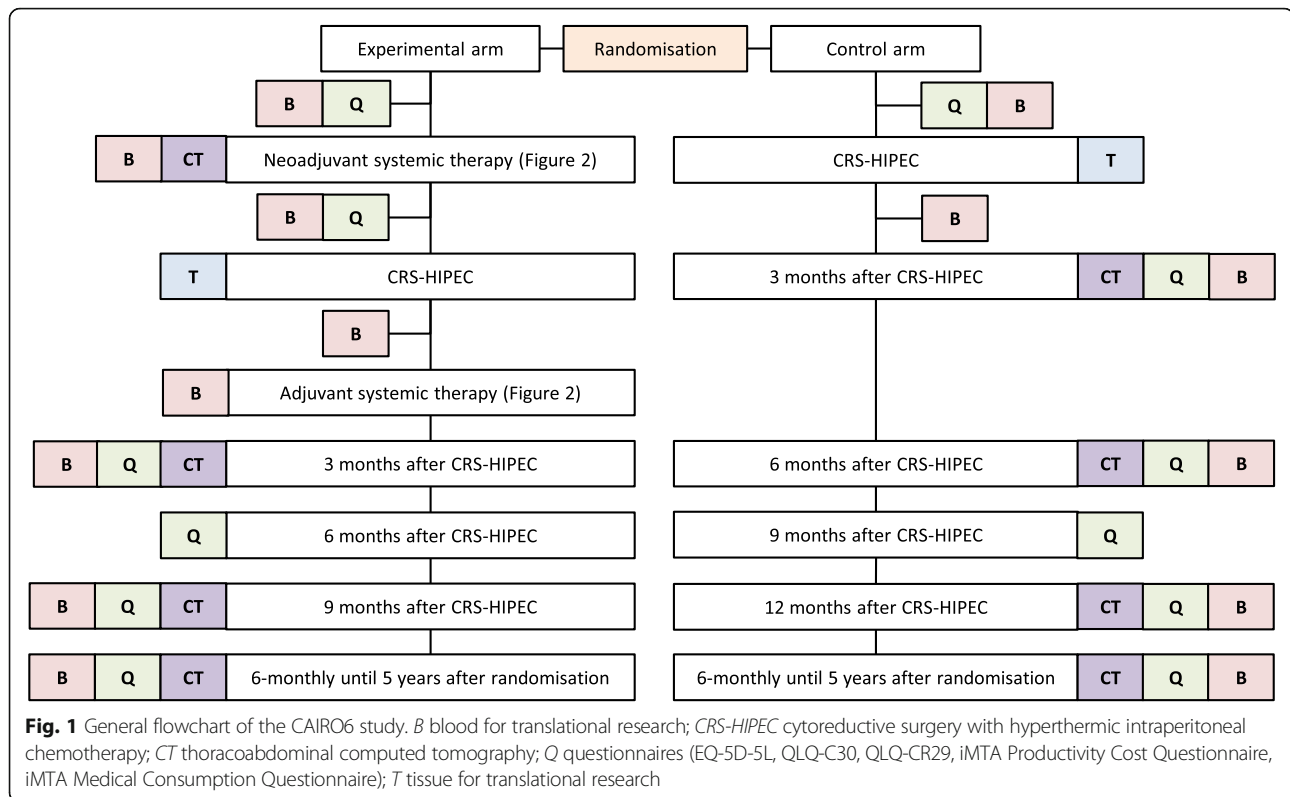 Experimental arm Randomisation Control arm
B Q Q B
B CT Neoadjuvant systemic therapy (Figure 2) CRS-HIPEC T
B Q B
T CRS-HIPEC 3 months after CRS-HIPEC CT Q B
B
B Adjuvant systemic therapy (Figure 2)
B Q CT 3 months after CRS-HIPEC 6 months after CRS-HIPEC CT Q B
Q 6 months after CRS-HIPEC 9 months after CRS-HIPEC Q
B Q CT 9 months after CRS-HIPEC 12 months after CRS-HIPEC CT Q B
B Q CT 6-monthly until 5 years after randomisation 6-monthly until 5 years after randomisation CT Q B
Fig. 1 General flowchart of the CAIRO6 study. B blood for translational research; CRS-HIPEC cytoreductive surgery with hyperthermic intraperitoneal
chemotherapy; CT thoracoabdominal computed tomography; Q questionnaires (EQ-5D-5L, QLQ-C30, QLQ-CR29, iMTA Productivity Cost Questionnaire,
iMTA Medical Consumption Questionnaire); T tissue for translational research